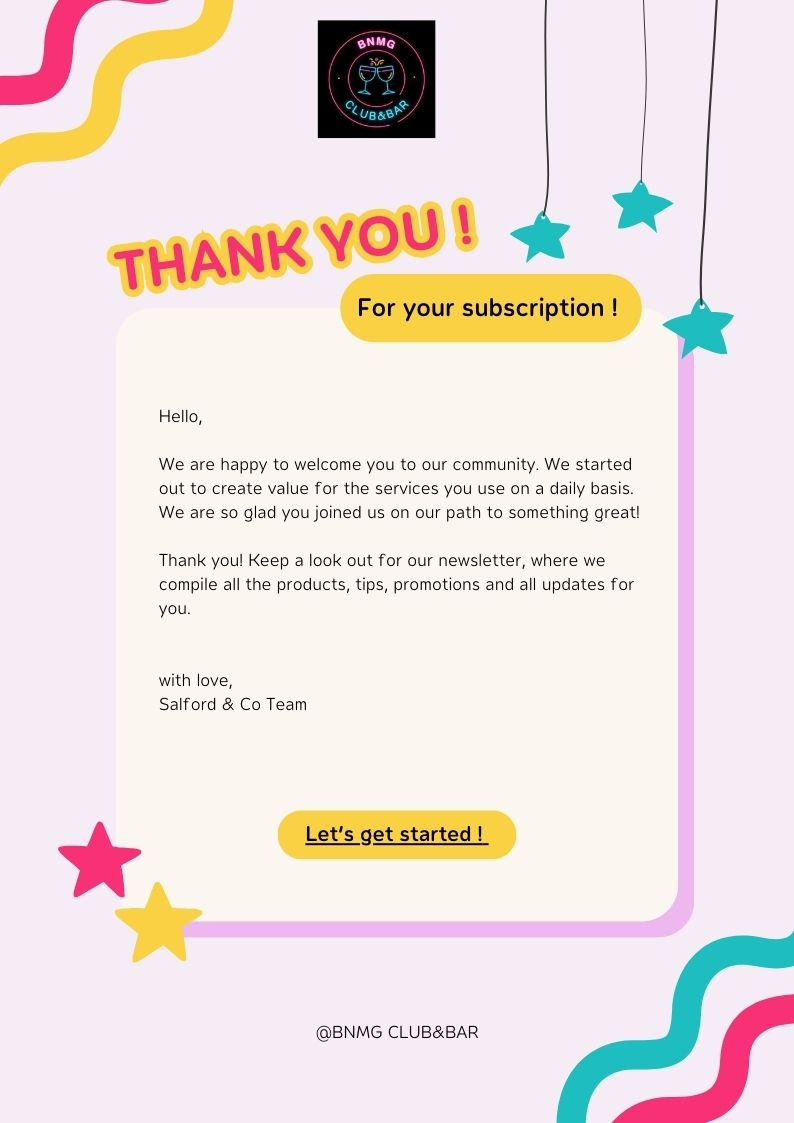 BNMG
CLUB&BAR
THANK YOU !
For your subscription !
Hello,
We are happy to welcome you to our community. We started
out to create value for the services you use on a daily basis.
We are so glad you joined us on our path to something great!
Thank you! Keep a look out for our newsletter, where we
compile all the products, tips, promotions and all updates for
you.
with love,
Salford & Co Team
Let's get started !
@BNMG CLUB&BAR